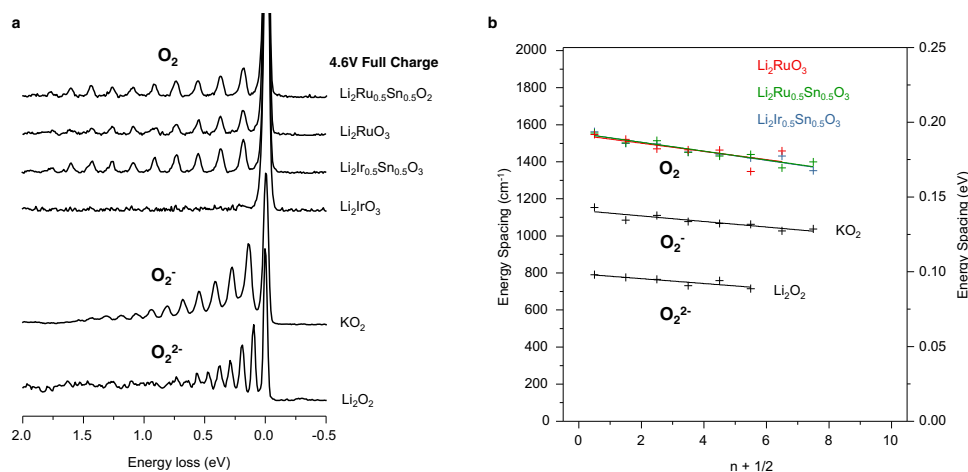 a
O₂
4.6V Full Charge
Li₂Ru₀.₅Sn₀.₅O₂
Li₂RuO₃
Li₂Ir₀.₅Sn₀.₅O₃
Li₂IrO₃
O₂⁻
KO₂
O₂²⁻
Li₂O₂
2.0 1.5 1.0 0.5 0.0 -0.5
Energy loss (eV)
b
2000
1800
1600
1400
1200
1000
800
600
400
200
0
Energy Spacing (cm⁻¹)
0.25
0.20
0.15
0.10
0.05
0.00
Energy Spacing (eV)
Li₂RuO₃
Li₂Ru₀.₅Sn₀.₅O₃
Li₂Ir₀.₅Sn₀.₅O₃
O₂
KO₂
O₂⁻
Li₂O₂
O₂²⁻
0 2 4 6 8 10
n + 1/2